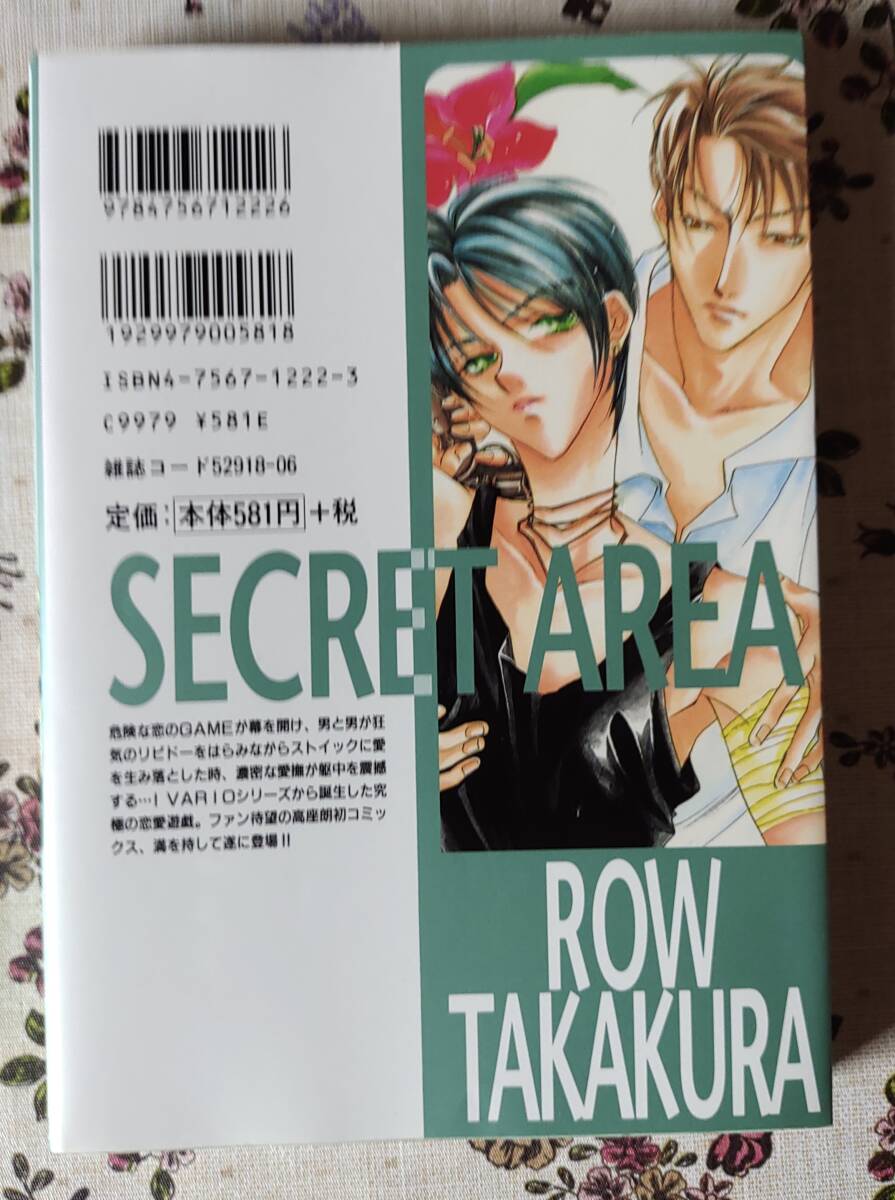 9784756712226
1929979005818
ISBN4-7567-1222-3
C9979 ¥581E
雑誌コード52918-06
定価:本体581円+税
SECRET AREA
危険な恋のGAMEが幕を開け、男と男が狂
気のリビドーをはらみながらストイックに愛
を生み落とした時、濃密な愛撫が躯中を震撼
する…! VARIOシリーズから誕生した究
極の恋愛遊戯。ファン待望の高座朗初コミッ
クス、満を持して遂に登場!!
ROW
TAKAKURA